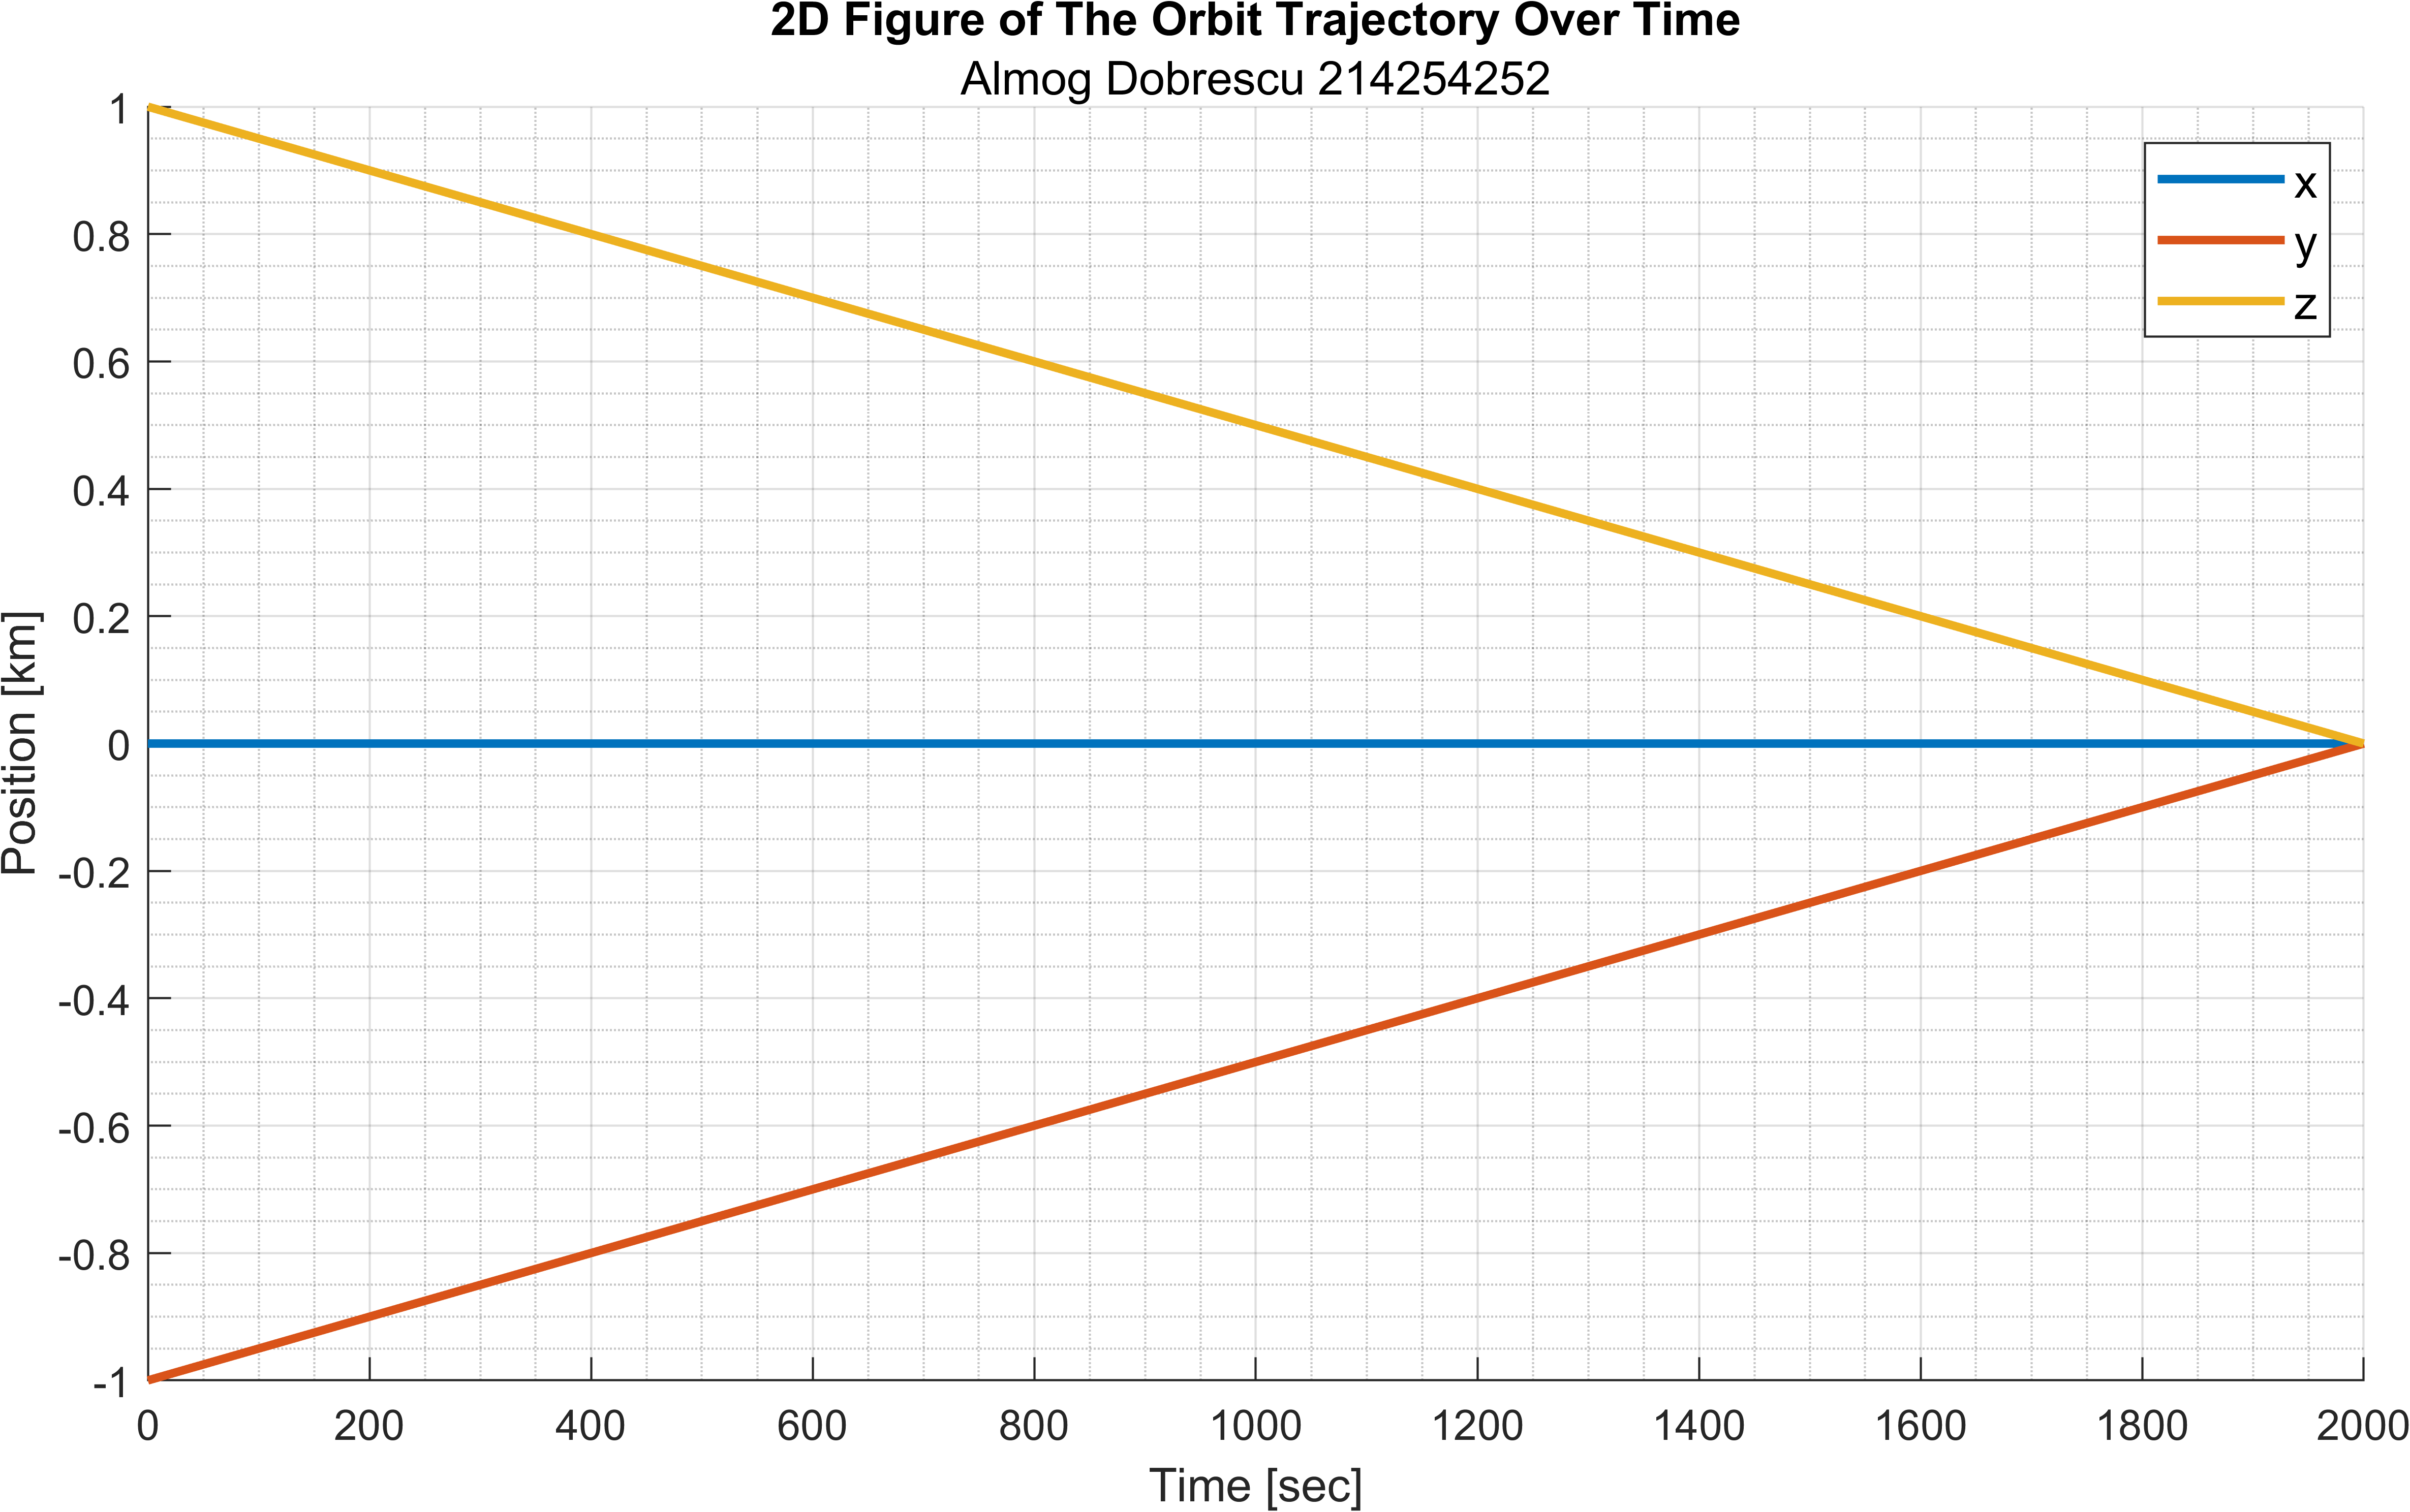 2D Figure of The Orbit Trajectory Over Time
Almog Dobrescu 214254252
1
0.8
0.6
0.4
0.2
0
-0.2
-0.4
-0.6
-0.8
-1
Position [km]
x
y
z
0 200 400 600 800 1000 1200 1400 1600 1800 2000
Time [sec]